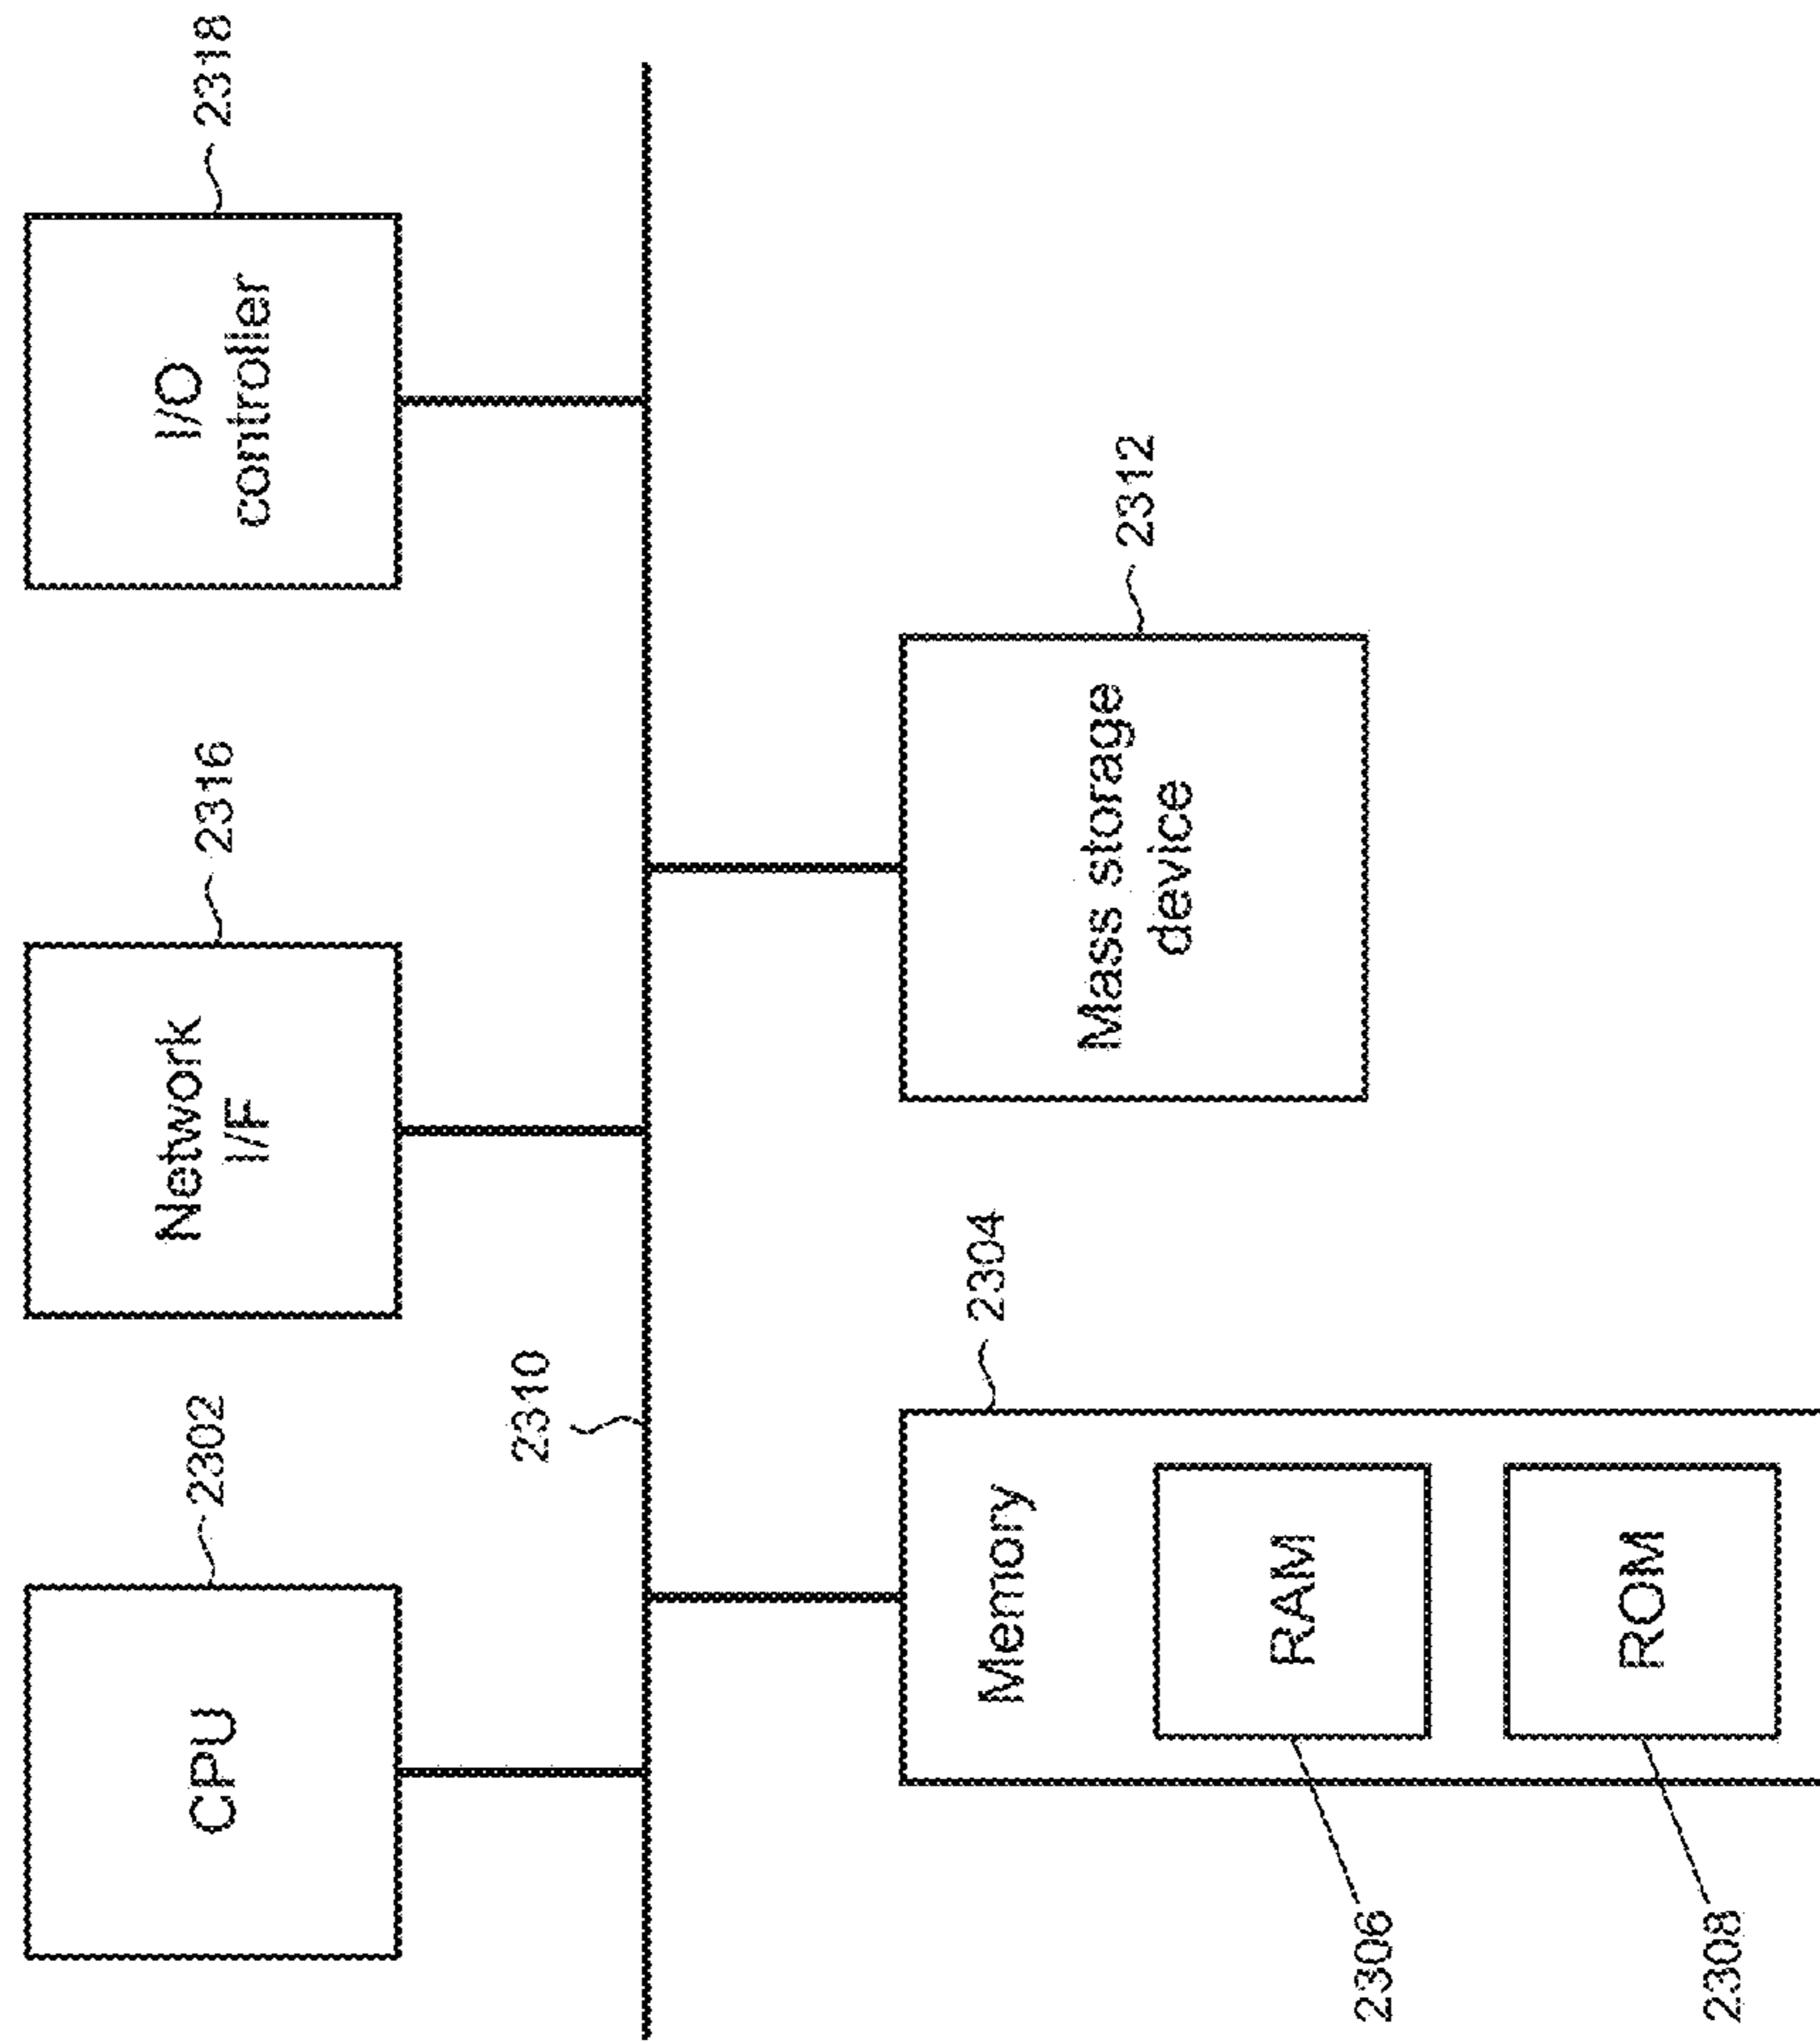 CPU
2302
Network
I/F
2316
I/O
controller
2318
2310
Memory
2304
RAM
2306
ROM
2308
Mass storage
device
2312